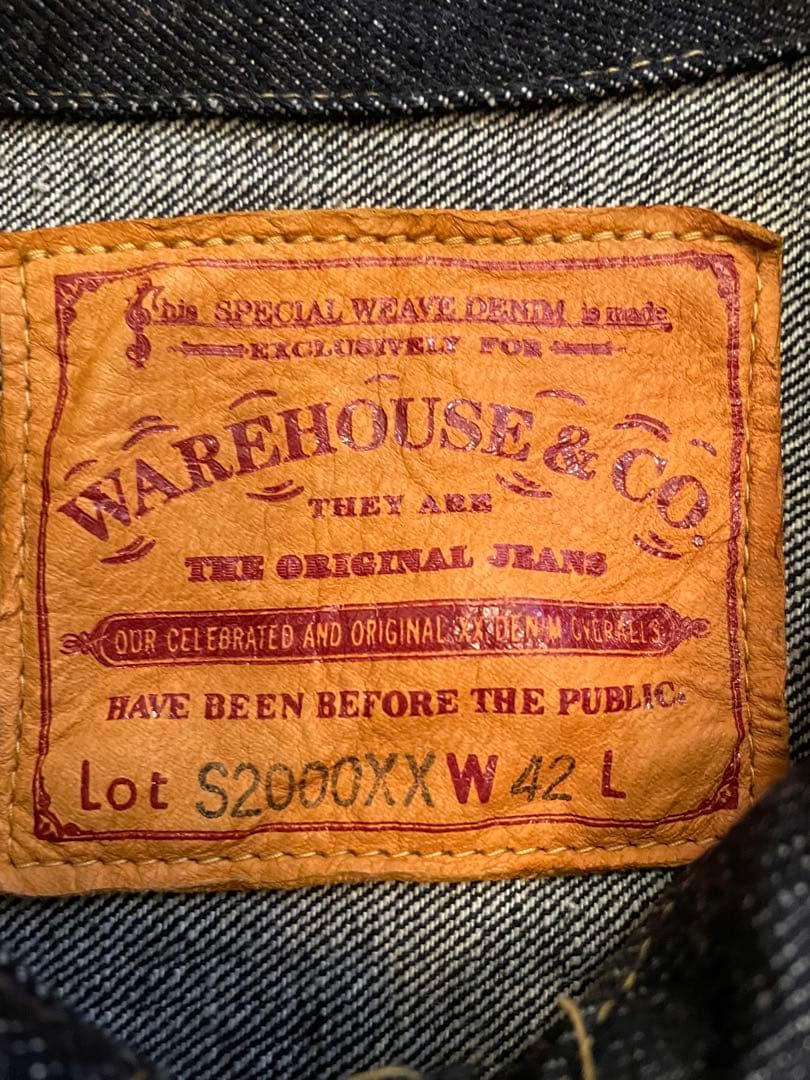 This SPECIAL WEAVE DENIM is made
EXCLUSIVELY FOR
WAREHOUSE & CO.
THEY ARE
THE ORIGINAL JEANS
OUR CELEBRATED AND ORIGINAL XX DENIM OVERALLS
HAVE BEEN BEFORE THE PUBLIC.
Lot S2000XX W 42 L